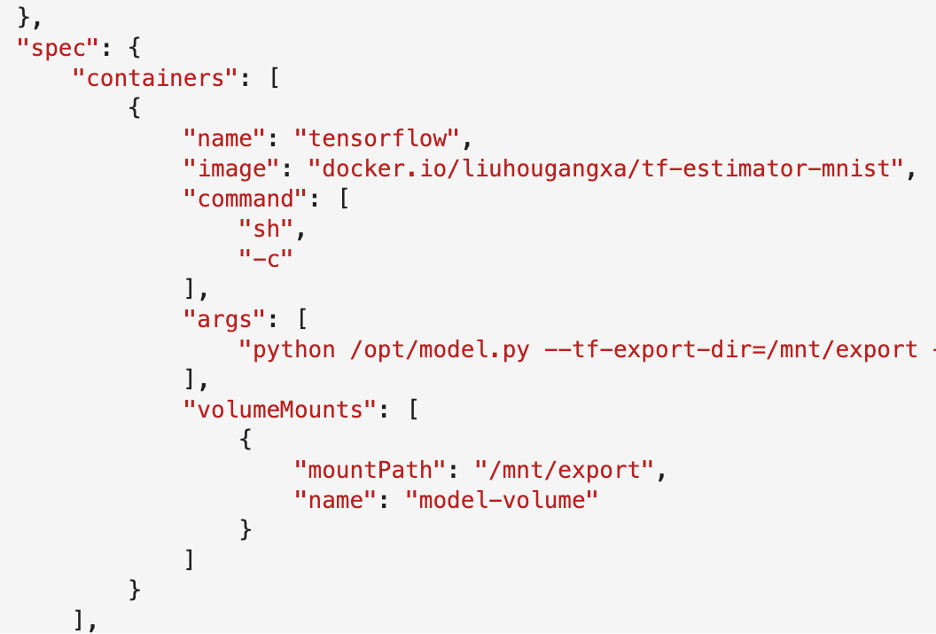 },
"spec": {
    "containers": [
        {
            "name": "tensorflow",
            "image": "docker.io/liuhougangxa/tf-estimator-mnist",
            "command": [
                "sh",
                "-c"
            ],
            "args": [
                "python /opt/model.py --tf-export-dir=/mnt/export -
            ],
            "volumeMounts": [
                {
                    "mountPath": "/mnt/export",
                    "name": "model-volume"
                }
            ]
        }
    ],